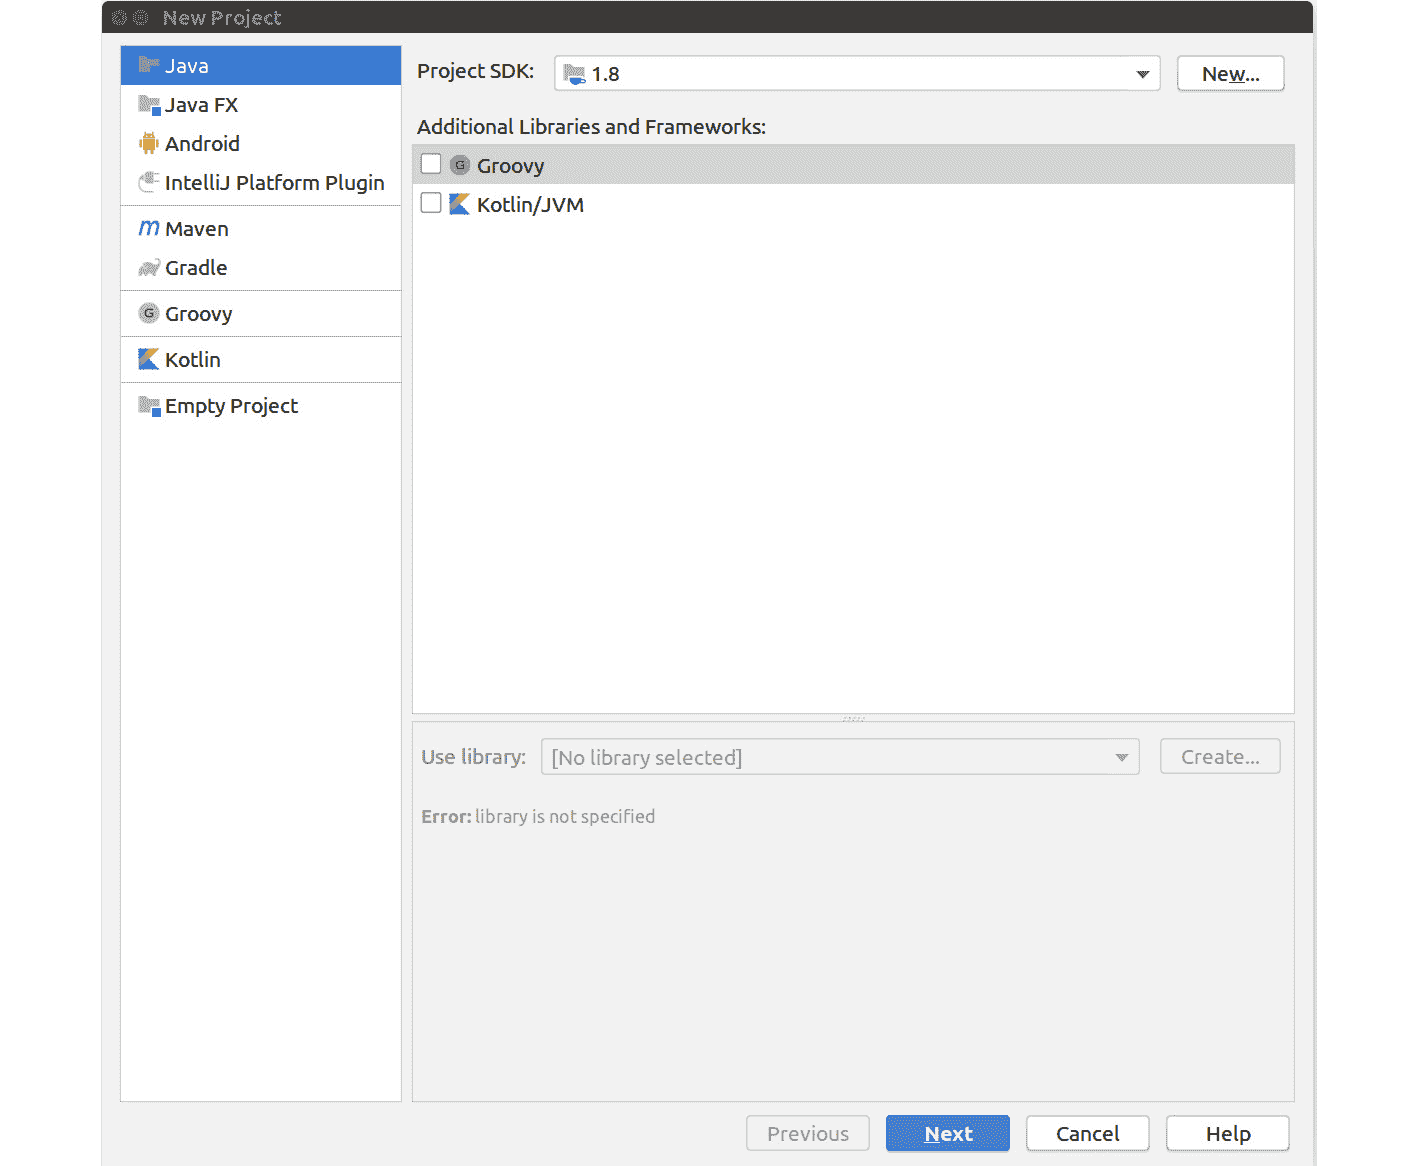 New Project
Java
Java FX
Android
IntelliJ Platform Plugin
Maven
Gradle
Groovy
Kotlin
Empty Project
Project SDK: 1.8 New...
Additional Libraries and Frameworks:
G Groovy
Kotlin/JVM
Use library: [No library selected] Create...
Error: library is not specified
Previous Next Cancel Help